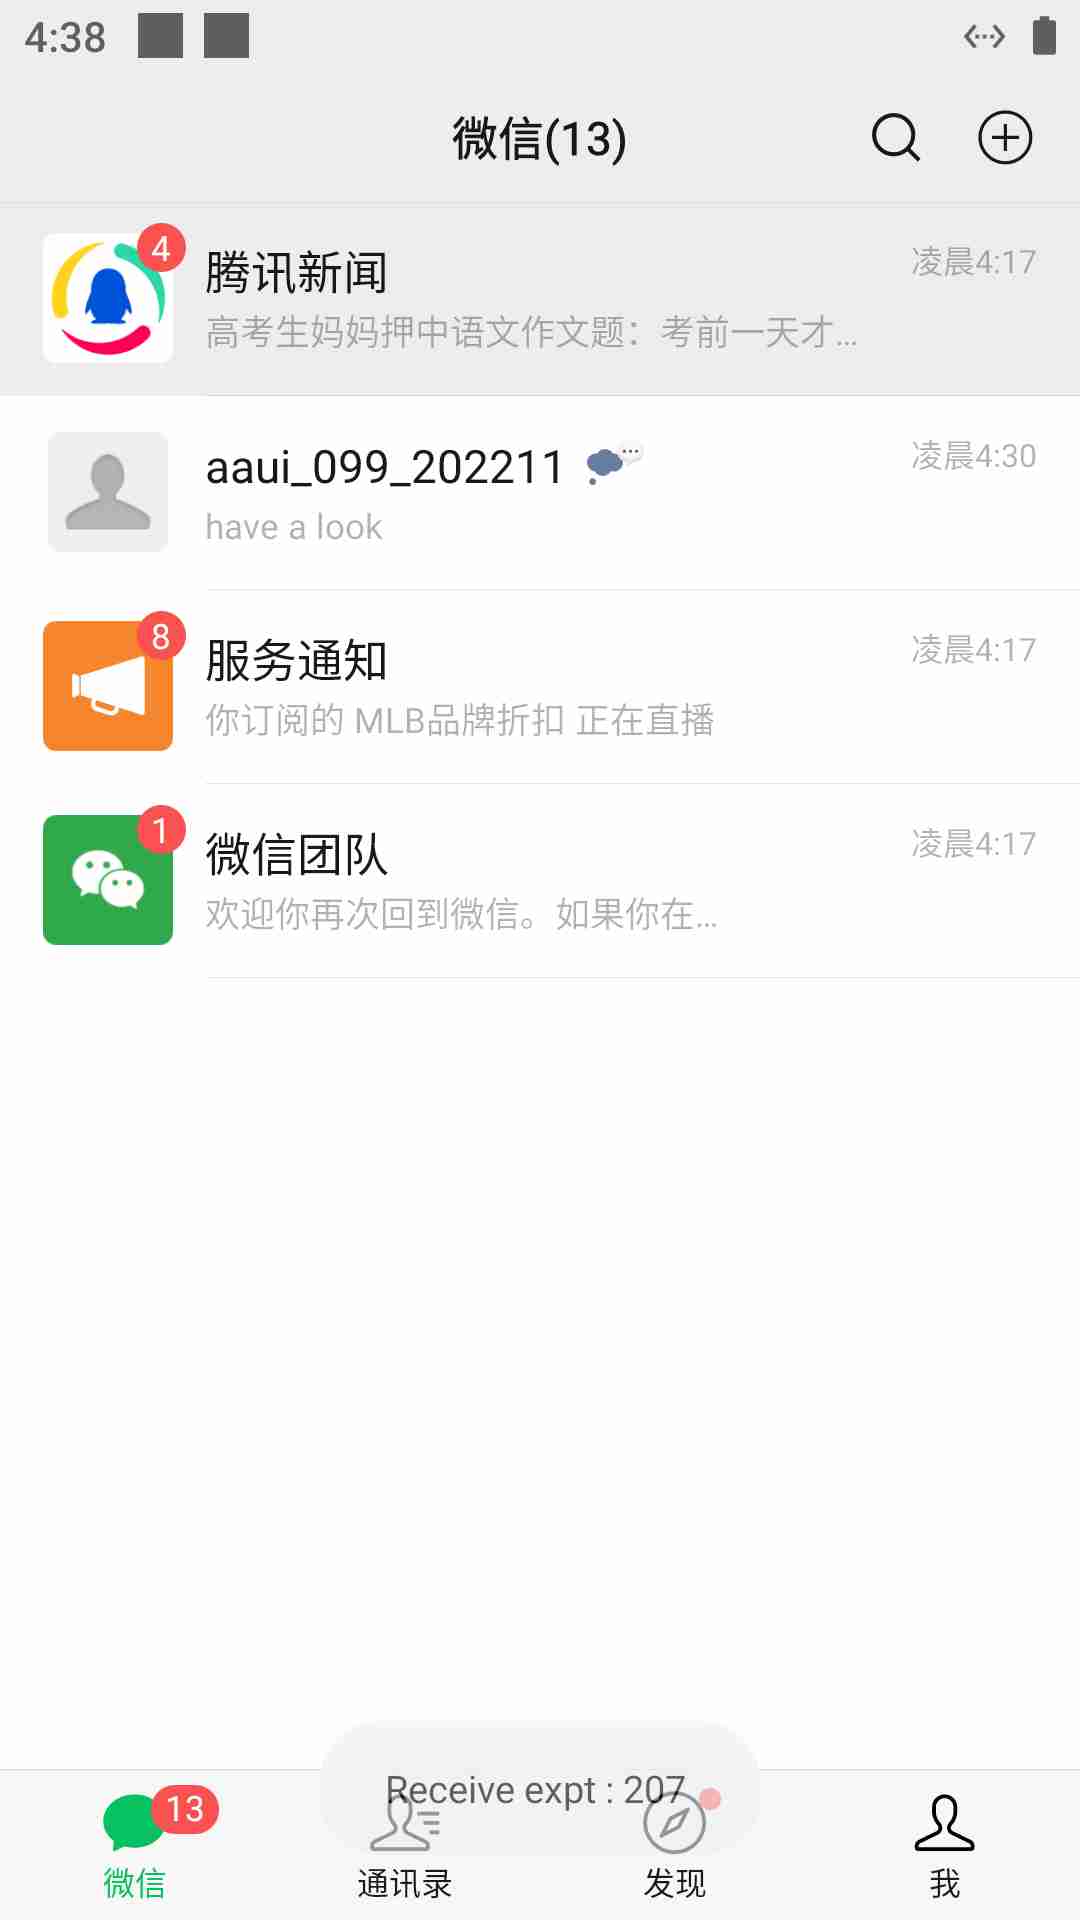 4:38
微信(13)
4
腾讯新闻
凌晨4:17
高考生妈妈押中语文作文题：考前一天才...
aaui_099_202211
凌晨4:30
have a look
8
服务通知
凌晨4:17
你订阅的 MLB品牌折扣 正在直播
1
微信团队
凌晨4:17
欢迎你再次回到微信。如果你在...
Receive expt : 207
13
微信
通讯录
发现
我